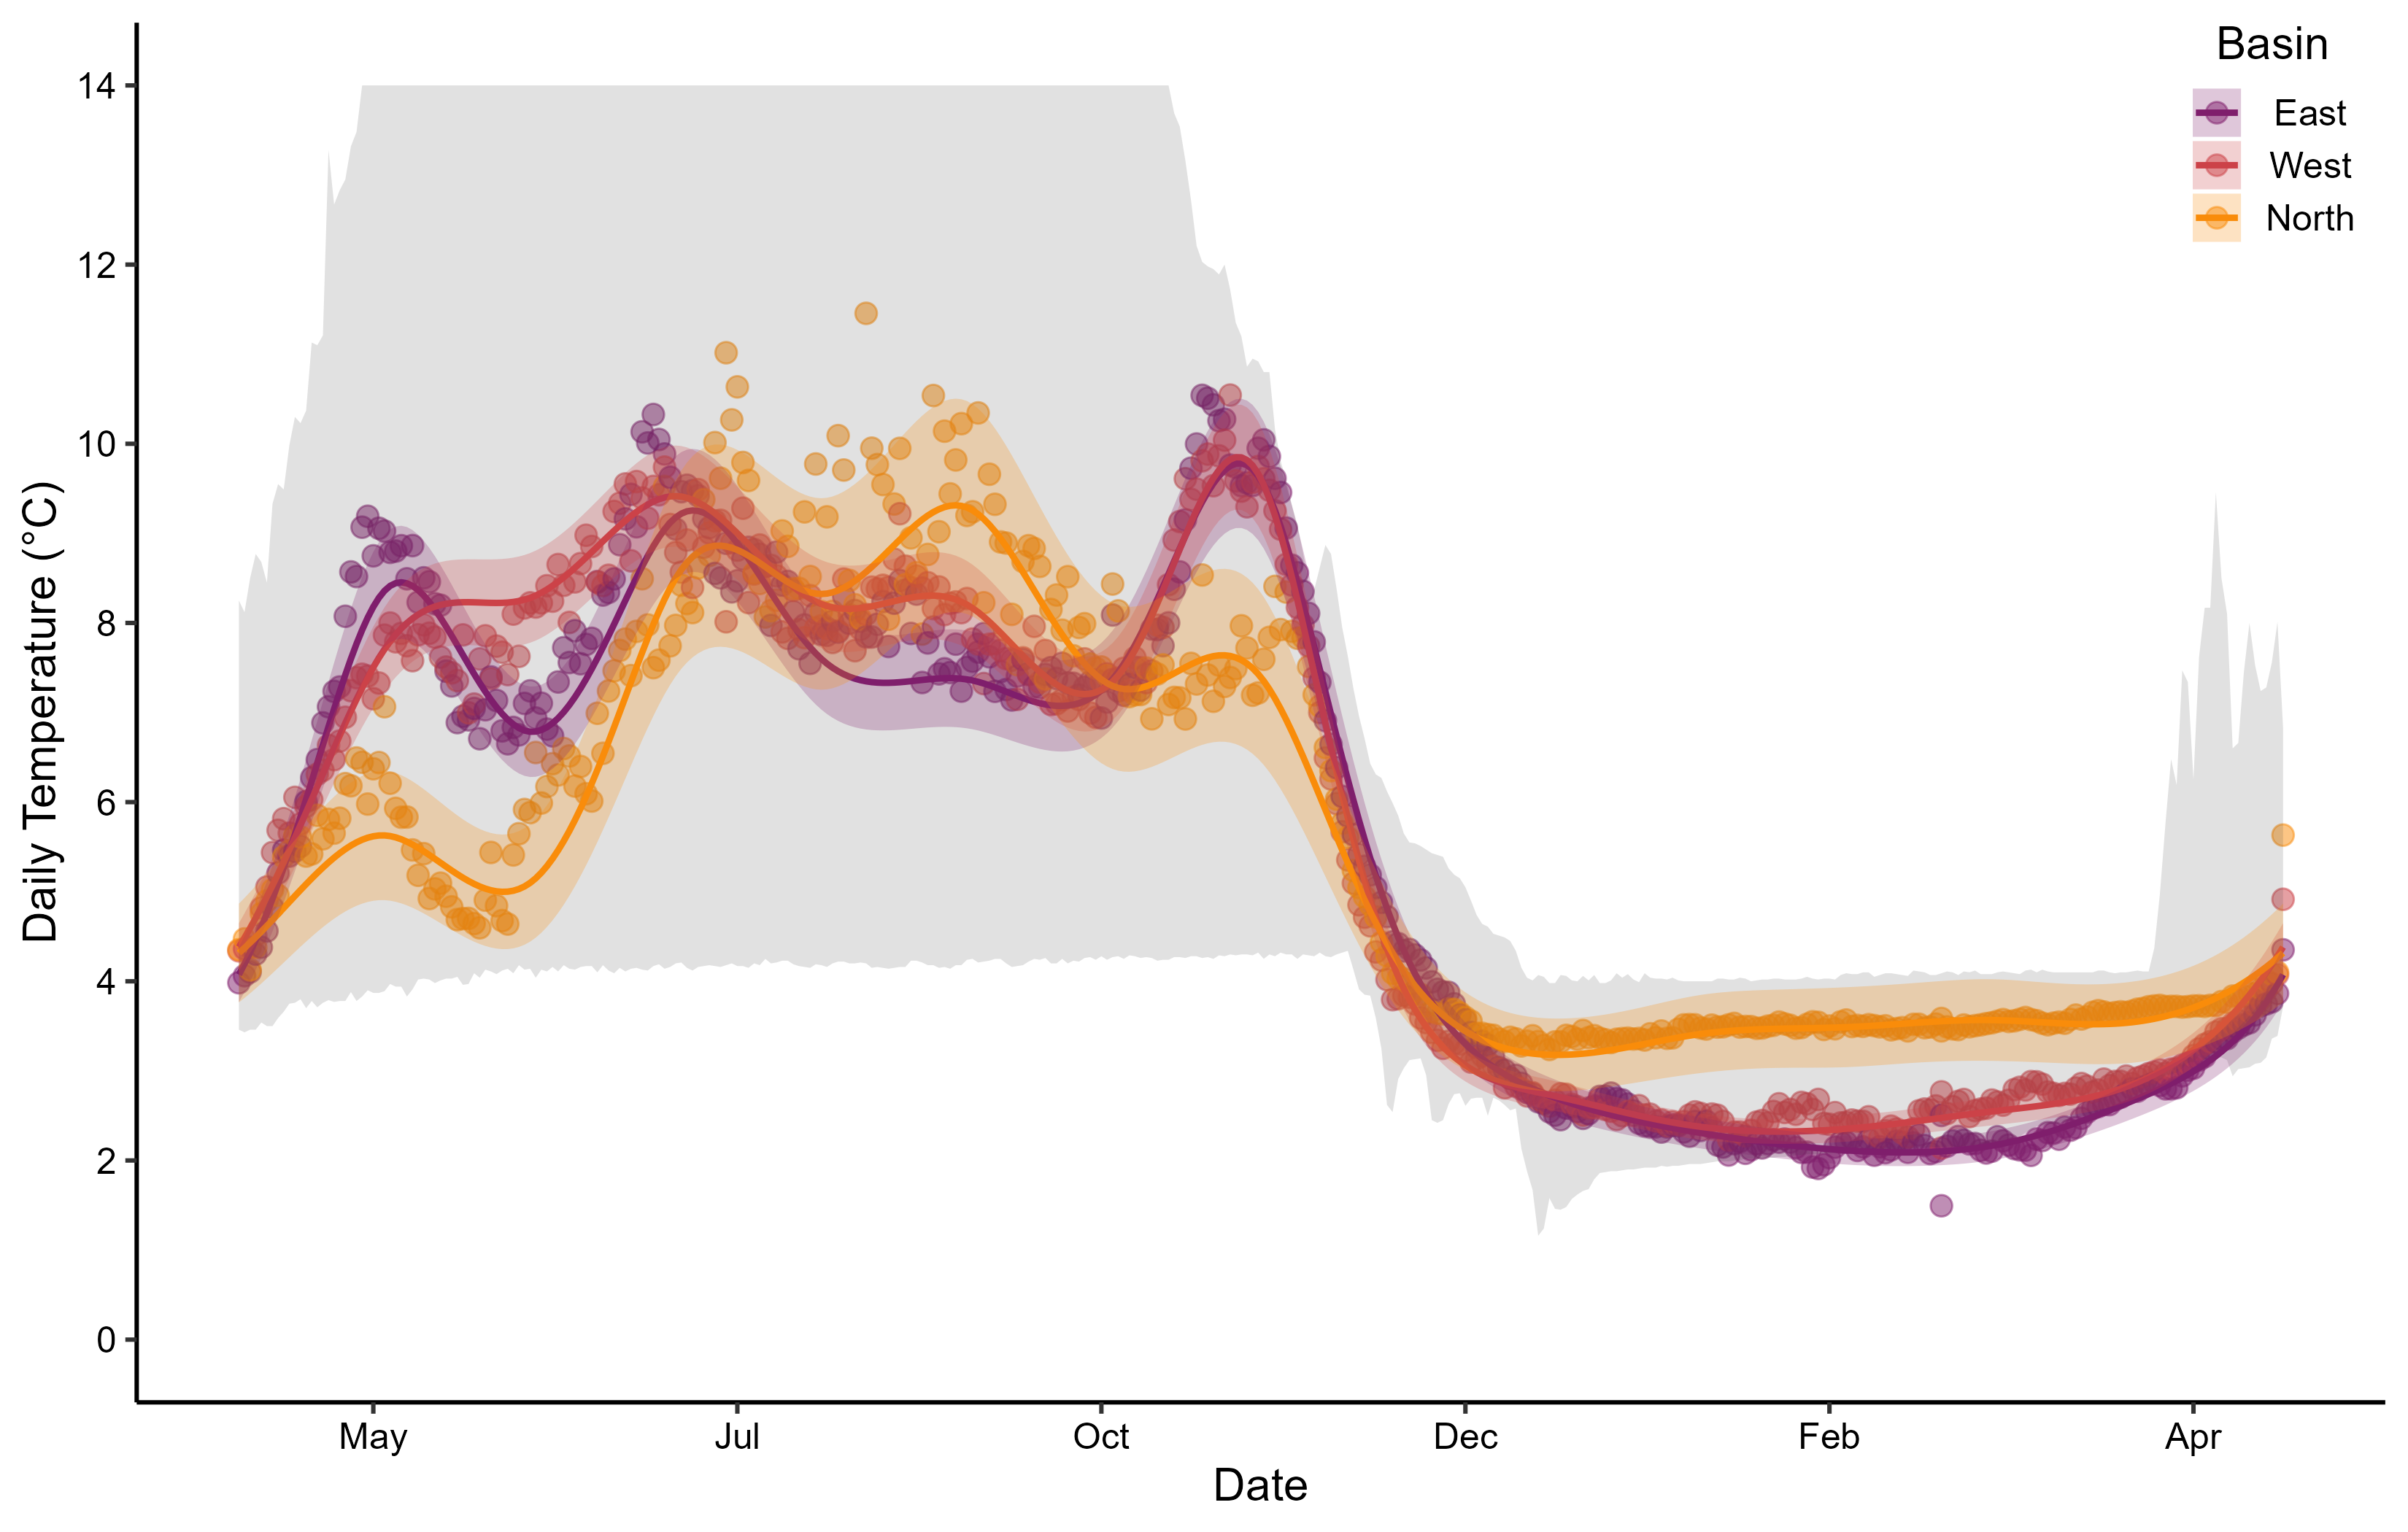 Basin
East
West
North
14
12
10
8
6
4
2
0
Daily Temperature (°C)
May
Jul
Oct
Dec
Feb
Apr
Date